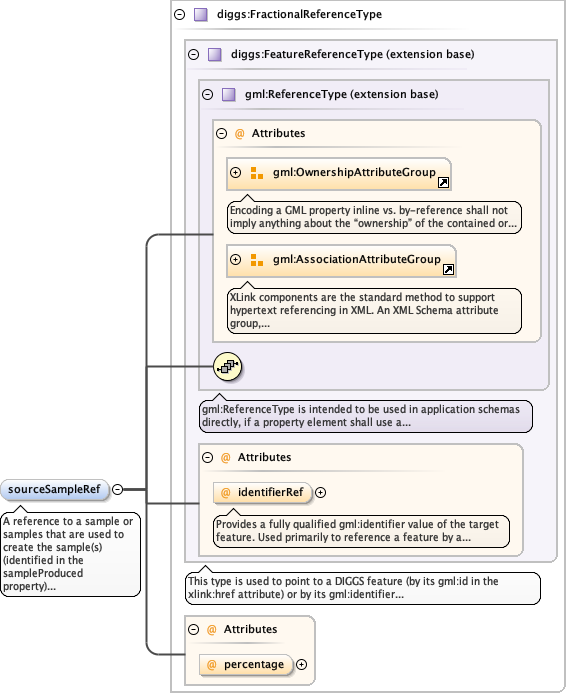 diggs:FractionalReferenceType
diggs:FeatureReferenceType (extension base)
gml:ReferenceType (extension base)
@ Attributes
gml:OwnershipAttributeGroup
Encoding a GML property inline vs. by-reference shall not
imply anything about the “ownership” of the contained or...
gml:AssociationAttributeGroup
XLink components are the standard method to support
hypertext referencing in XML. An XML Schema attribute
group,...
gml:ReferenceType is intended to be used in application schemas
directly, if a property element shall use a...
@ Attributes
@ identifierRef
Provides a fully qualified gml:identifier value of the target
feature. Used primarily to reference a feature by a...
This type is used to point to a DIGGS feature (by its gml:id in the
xlink:href attribute) or by its gml:identifier...
@ Attributes
@ percentage
sourceSampleRef
A reference to a sample or
samples that are used to
create the sample(s)
(identified in the
sampleProduced
property)...